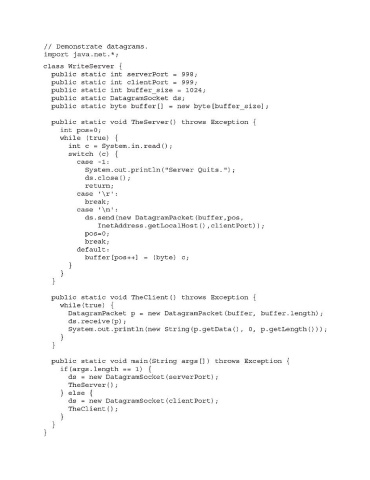 // Demonstrate datagrams.
import java.net.*;
class WriteServer {
  public static int serverPort = 998;
  public static int clientPort = 999;
  public static int buffer_size = 1024;
  public static DatagramSocket ds;
  public static byte buffer[] = new byte[buffer_size];

  public static void TheServer() throws Exception {
    int pos=0;
    while (true) {
      int c = System.in.read();
      switch (c) {
        case -1:
          System.out.println("Server Quits.");
          ds.close();
          return;
        case '\r':
          break;
        case '\n':
          ds.send(new DatagramPacket(buffer,pos,
             InetAddress.getLocalHost(),clientPort));
          pos=0;
          break;
        default:
          buffer[pos++] = (byte) c;
      }
    }
  }

  public static void TheClient() throws Exception {
    while(true) {
      DatagramPacket p = new DatagramPacket(buffer, buffer.length);
      ds.receive(p);
      System.out.println(new String(p.getData(), 0, p.getLength()));
    }
  }

  public static void main(String args[]) throws Exception {
    if(args.length == 1) {
      ds = new DatagramSocket(serverPort);
      TheServer();
    } else {
      ds = new DatagramSocket(clientPort);
      TheClient();
    }
  }
}